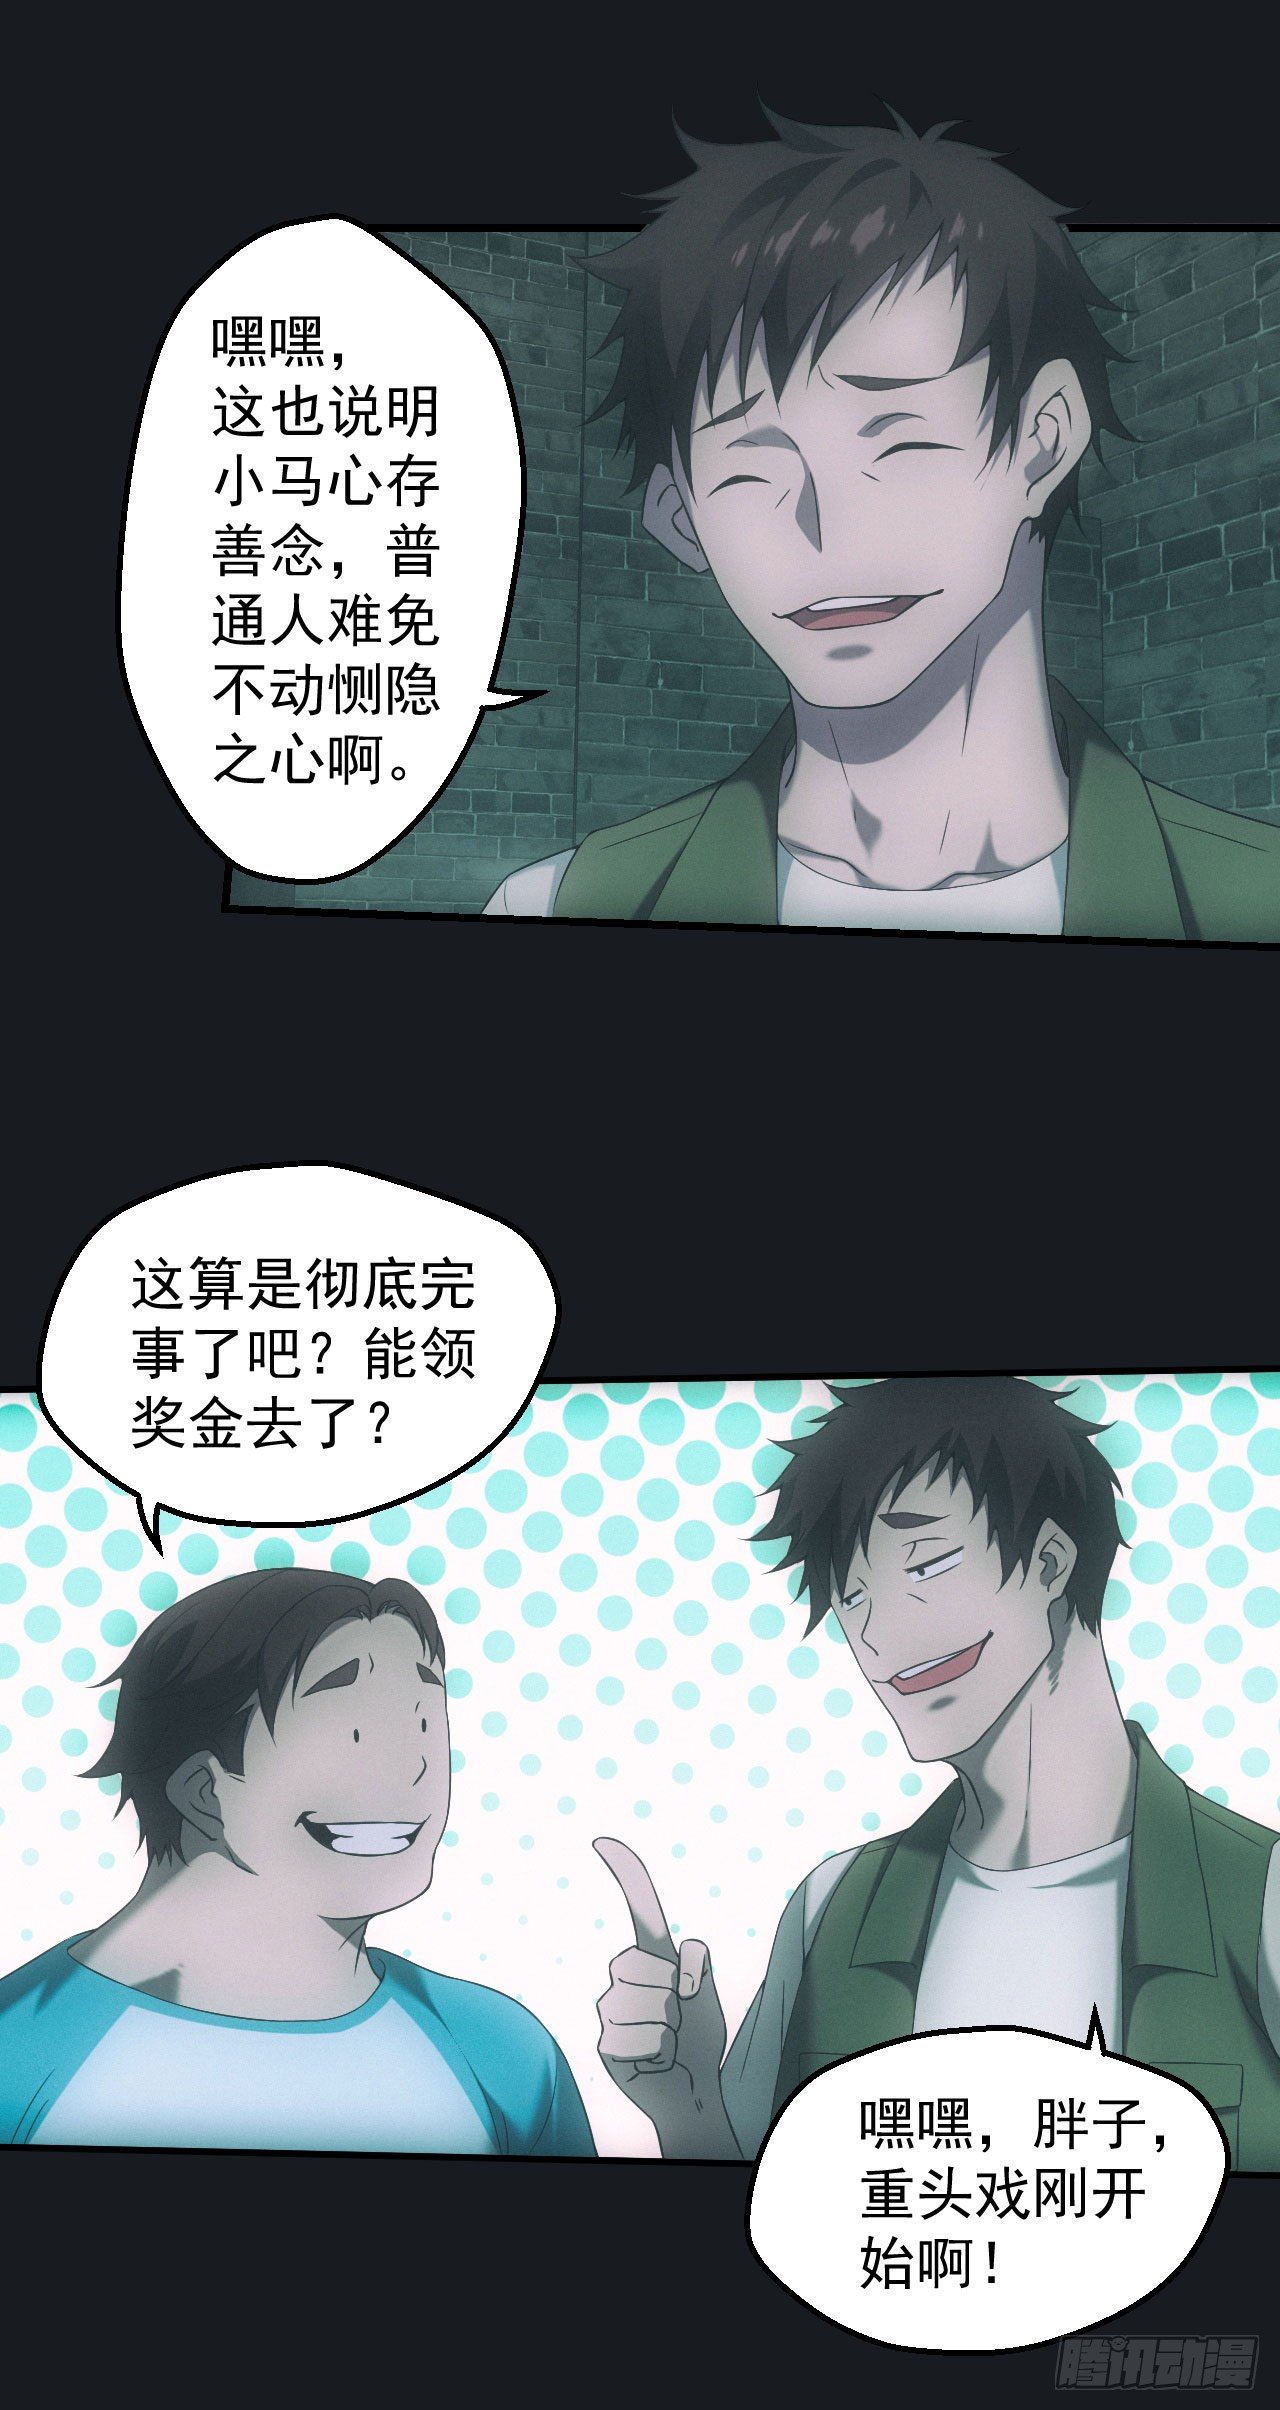 嘿嘿，
这也说明
小马心存
善念，普
通人难免
不动恻隐
之心啊。
这算是彻底完
事了吧？能领
奖金去了？
嘿嘿，胖子，
重头戏刚开
始啊！
腾讯动漫